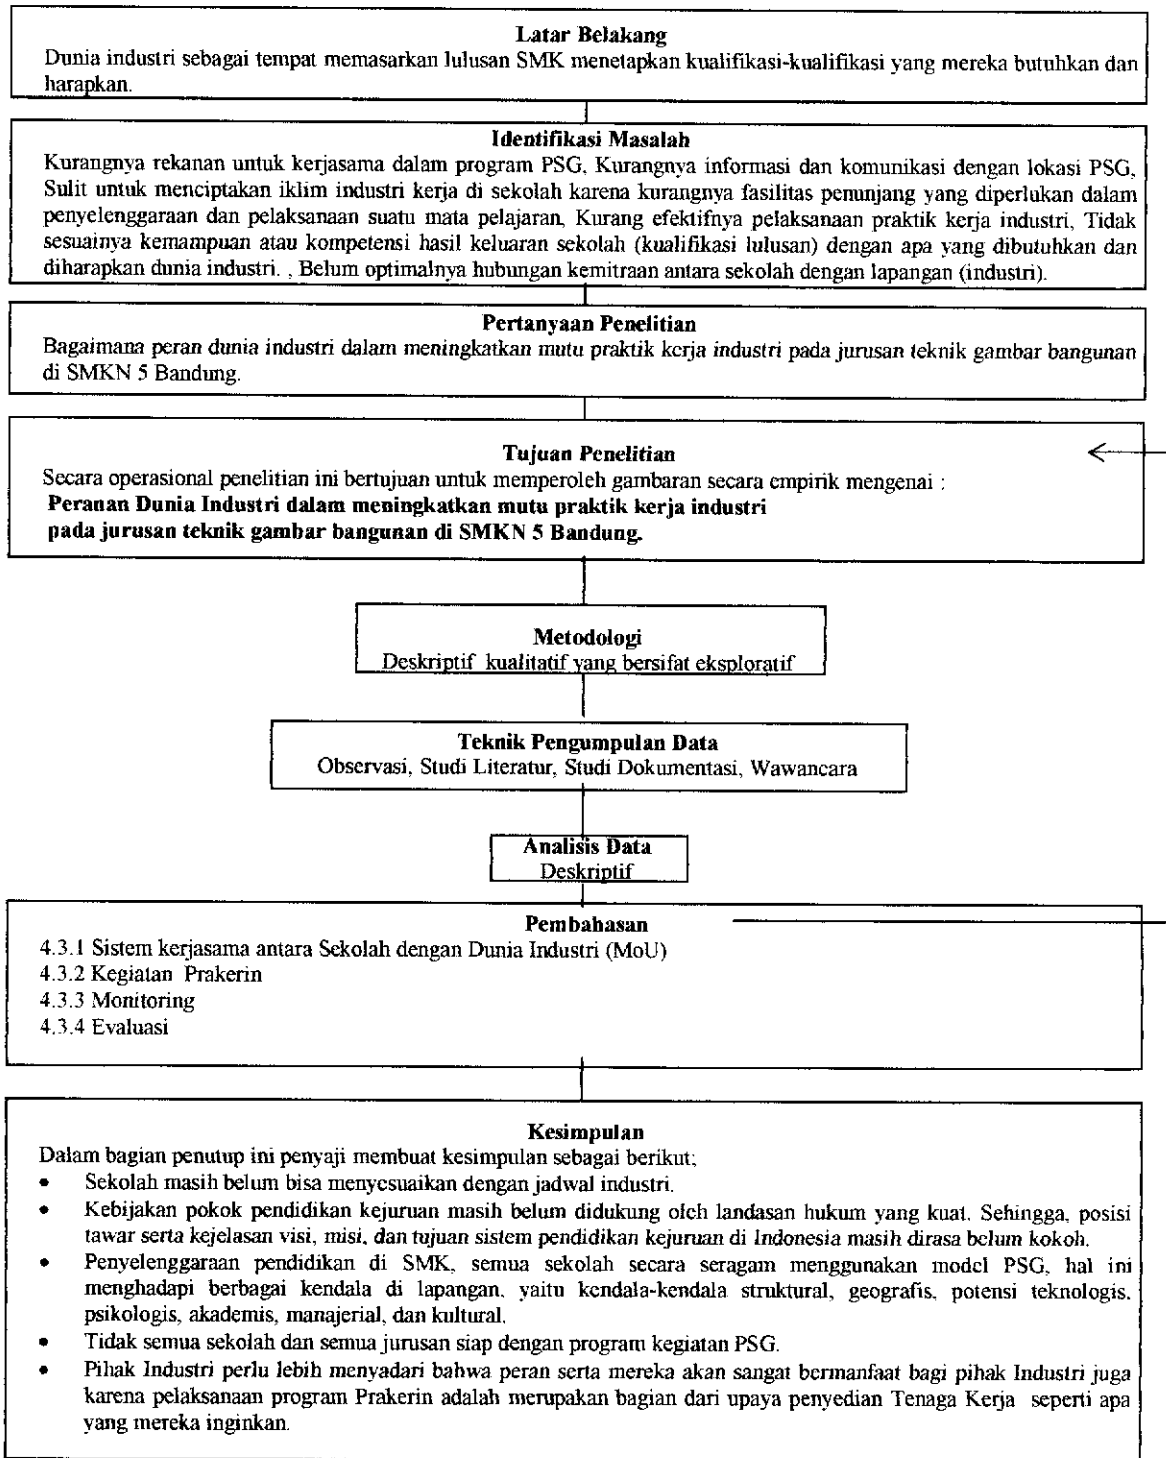 Latar Belakang
Dunia industri sebagai tempat memasarkan lulusan SMK menetapkan kualifikasi-kualifikasi yang mereka butuhkan dan
harapkan.
Identifikasi Masalah
Kurangnya rekanan untuk kerjasama dalam program PSG, Kurangnya informasi dan komunikasi dengan lokasi PSG,
Sulit untuk menciptakan iklim industri kerja di sekolah karena kurangnya fasilitas penunjang yang diperlukan dalam
penyelenggaraan dan pelaksanaan suatu mata pelajaran, Kurang efektifnya pelaksanaan praktik kerja industri, Tidak
sesuainya kemampuan atau kompetensi hasil keluaran sekolah (kualifikasi lulusan) dengan apa yang dibutuhkan dan
diharapkan dunia industri. , Belum optimalnya hubungan kemitraan antara sekolah dengan lapangan (industri).
Pertanyaan Penelitian
Bagaimana peran dunia industri dalam meningkatkan mutu praktik kerja industri pada jurusan teknik gambar bangunan
di SMKN 5 Bandung.
Tujuan Penelitian
Secara operasional penelitian ini bertujuan untuk memperoleh gambaran secara empirik mengenai :
Peranan Dunia Industri dalam meningkatkan mutu praktik kerja industri
pada jurusan teknik gambar bangunan di SMKN 5 Bandung.
Metodologi
Deskriptif kualitatif yang bersifat eksploratif
Teknik Pengumpulan Data
Observasi, Studi Literatur, Studi Dokumentasi, Wawancara
Analisis Data
Deskriptif
Pembahasan
4.3.1 Sistem kerjasama antara Sekolah dengan Dunia Industri (MoU)
4.3.2 Kegiatan Prakerin
4.3.3 Monitoring
4.3.4 Evaluasi
Kesimpulan
Dalam bagian penutup ini penyaji membuat kesimpulan sebagai berikut;
• Sekolah masih belum bisa menyesuaikan dengan jadwal industri.
• Kebijakan pokok pendidikan kejuruan masih belum didukung oleh landasan hukum yang kuat. Sehingga, posisi
tawar serta kejelasan visi, misi, dan tujuan sistem pendidikan kejuruan di Indonesia masih dirasa belum kokoh.
• Penyelenggaraan pendidikan di SMK, semua sekolah secara seragam menggunakan model PSG, hal ini
menghadapi berbagai kendala di lapangan, yaitu kendala-kendala struktural, geografis, potensi teknologis,
psikologis, akademis, manajerial, dan kultural.
• Tidak semua sekolah dan semua jurusan siap dengan program kegiatan PSG.
• Pihak Industri perlu lebih menyadari bahwa peran serta mereka akan sangat bermanfaat bagi pihak Industri juga
karena pelaksanaan program Prakerin adalah merupakan bagian dari upaya penyedian Tenaga Kerja seperti apa
yang mereka inginkan.